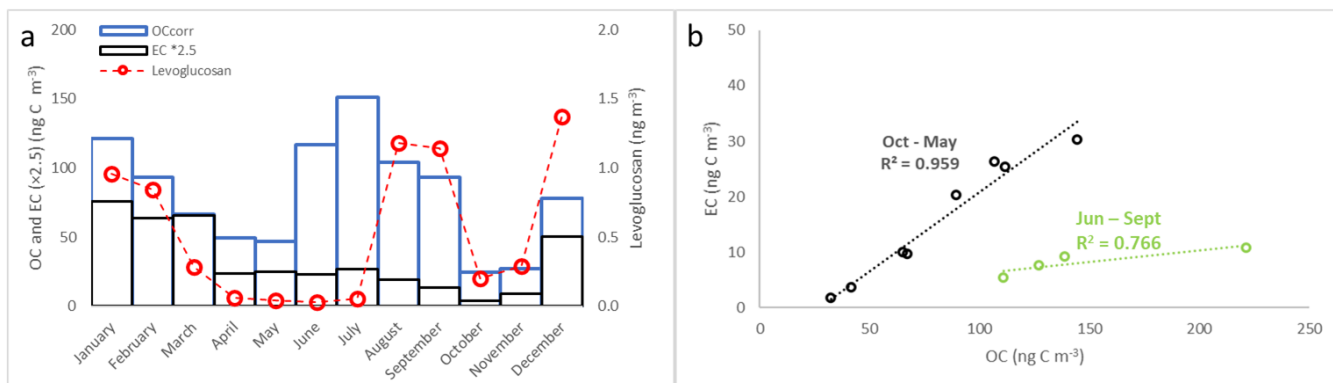 a
OCcorr
EC *2.5
Levoglucosan
OC and EC (×2.5) (ng C m⁻³)
200
150
100
50
0
2.0
1.5
1.0
0.5
0.0
Levoglucosan (ng m⁻³)
January
February
March
April
May
June
July
August
September
October
November
December
b
EC (ng C m⁻³)
50
40
30
20
10
0
Oct - May
R² = 0.959
Jun – Sept
R² = 0.766
0
50
100
150
200
250
OC (ng C m⁻³)